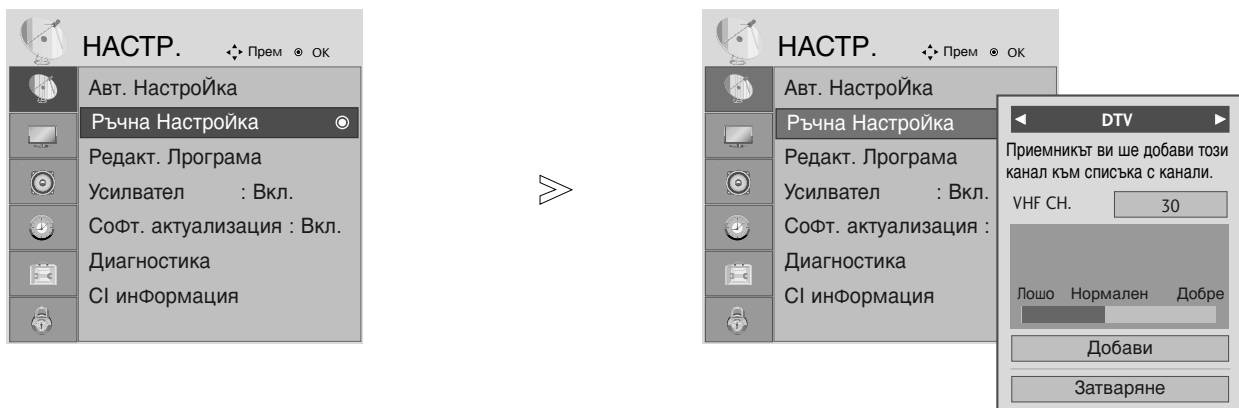 НАСТР. Прем ОК
Авт. НастроЙка
Ръчна НастроЙка
Редакт. Програма
Усилвател : Вкл.
СоФт. актуализация : Вкл.
Диагностика
CI инФормация
НАСТР. Прем ОК
Авт. НастроЙка
Ръчна НастроЙка
Редакт. Програма
Усилвател : Вкл.
СоФт. актуализация :
Диагностика
CI инФормация
DTV
Приемникът ви ше добави този
канал към списъка с канали.
VHF CH. 30
Лошо Нормален Добре
Добави
Затваряне